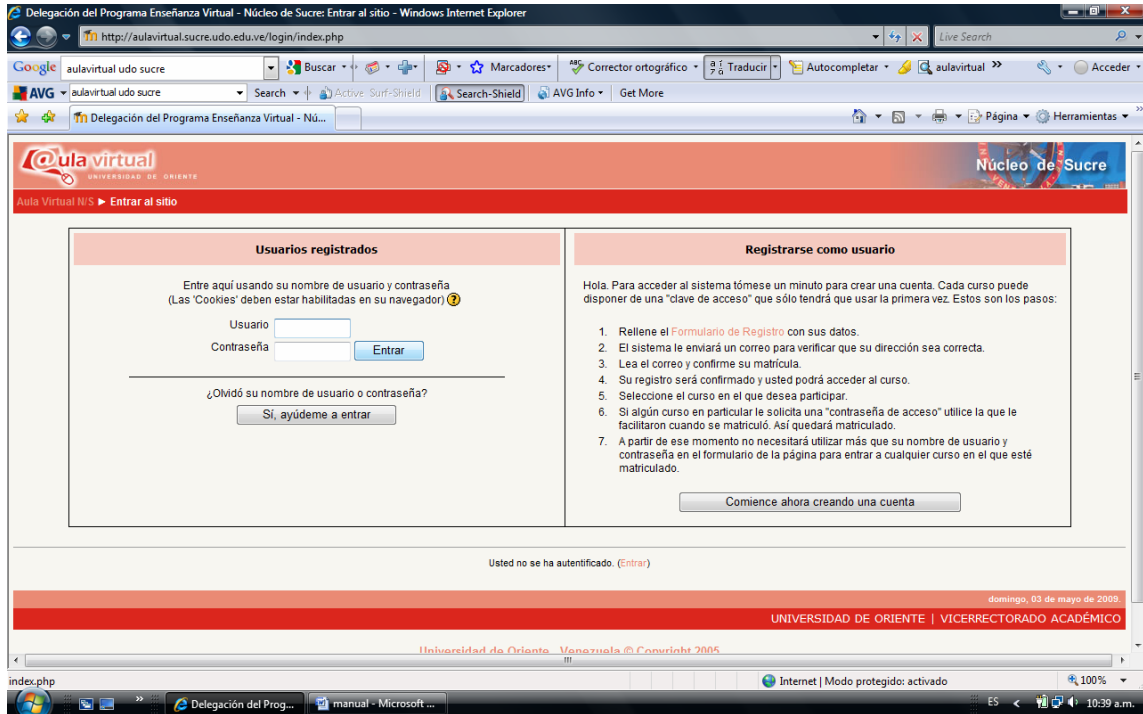 Delegación del Programa Enseñanza Virtual - Núcleo de Sucre: Entrar al sitio - Windows Internet Explorer
http://aulavirtual.sucre.udo.edu.ve/login/index.php
Live Search
Google aulavirtual udo sucre Buscar Marcadores Corrector ortográfico Traducir Autocompletar aulavirtual Acceder
AVG aulavirtual udo sucre Search Active Surf-Shield Search-Shield AVG Info Get More
Delegación del Programa Enseñanza Virtual - Nú... Página Herramientas
@ula virtual
UNIVERSIDAD DE ORIENTE
Núcleo de Sucre
Aula Virtual N/S ► Entrar al sitio
Usuarios registrados
Entre aquí usando su nombre de usuario y contraseña
(Las 'Cookies' deben estar habilitadas en su navegador) ?
Usuario
Contraseña Entrar
¿Olvidó su nombre de usuario o contraseña?
Sí, ayúdeme a entrar
Registrarse como usuario
Hola. Para acceder al sistema tómese un minuto para crear una cuenta. Cada curso puede
disponer de una "clave de acceso" que sólo tendrá que usar la primera vez. Estos son los pasos:
1. Rellene el Formulario de Registro con sus datos.
2. El sistema le enviará un correo para verificar que su dirección sea correcta.
3. Lea el correo y confirme su matrícula.
4. Su registro será confirmado y usted podrá acceder al curso.
5. Seleccione el curso en el que desea participar.
6. Si algún curso en particular le solicita una "contraseña de acceso" utilice la que le
facilitaron cuando se matriculó. Así quedará matriculado.
7. A partir de ese momento no necesitará utilizar más que su nombre de usuario y
contraseña en el formulario de la página para entrar a cualquier curso en el que esté
matriculado.
Comience ahora creando una cuenta
Usted no se ha autentificado. (Entrar)
domingo, 03 de mayo de 2009.
UNIVERSIDAD DE ORIENTE | VICERRECTORADO ACADÉMICO
Universidad de Oriente Venezuela © Copyright 2005
index.php Internet | Modo protegido: activado 100%
Delegación del Prog... manual - Microsoft ... ES 10:39 a.m.